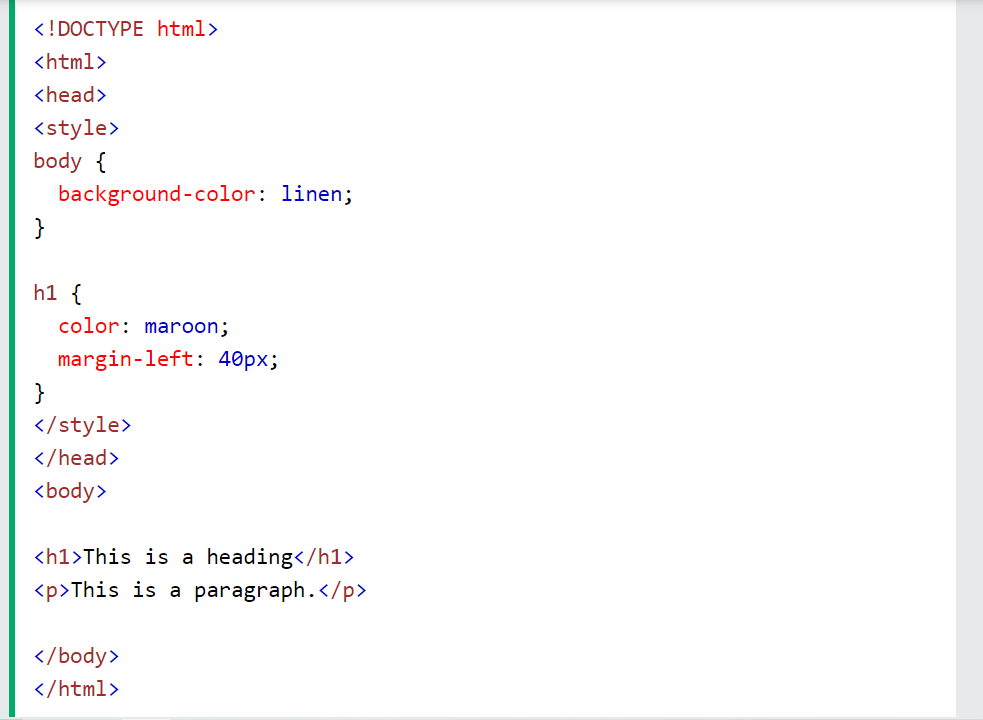 <!DOCTYPE html>
<html>
<head>
<style>
body {
  background-color: linen;
}

h1 {
  color: maroon;
  margin-left: 40px;
}
</style>
</head>
<body>

<h1>This is a heading</h1>
<p>This is a paragraph.</p>

</body>
</html>